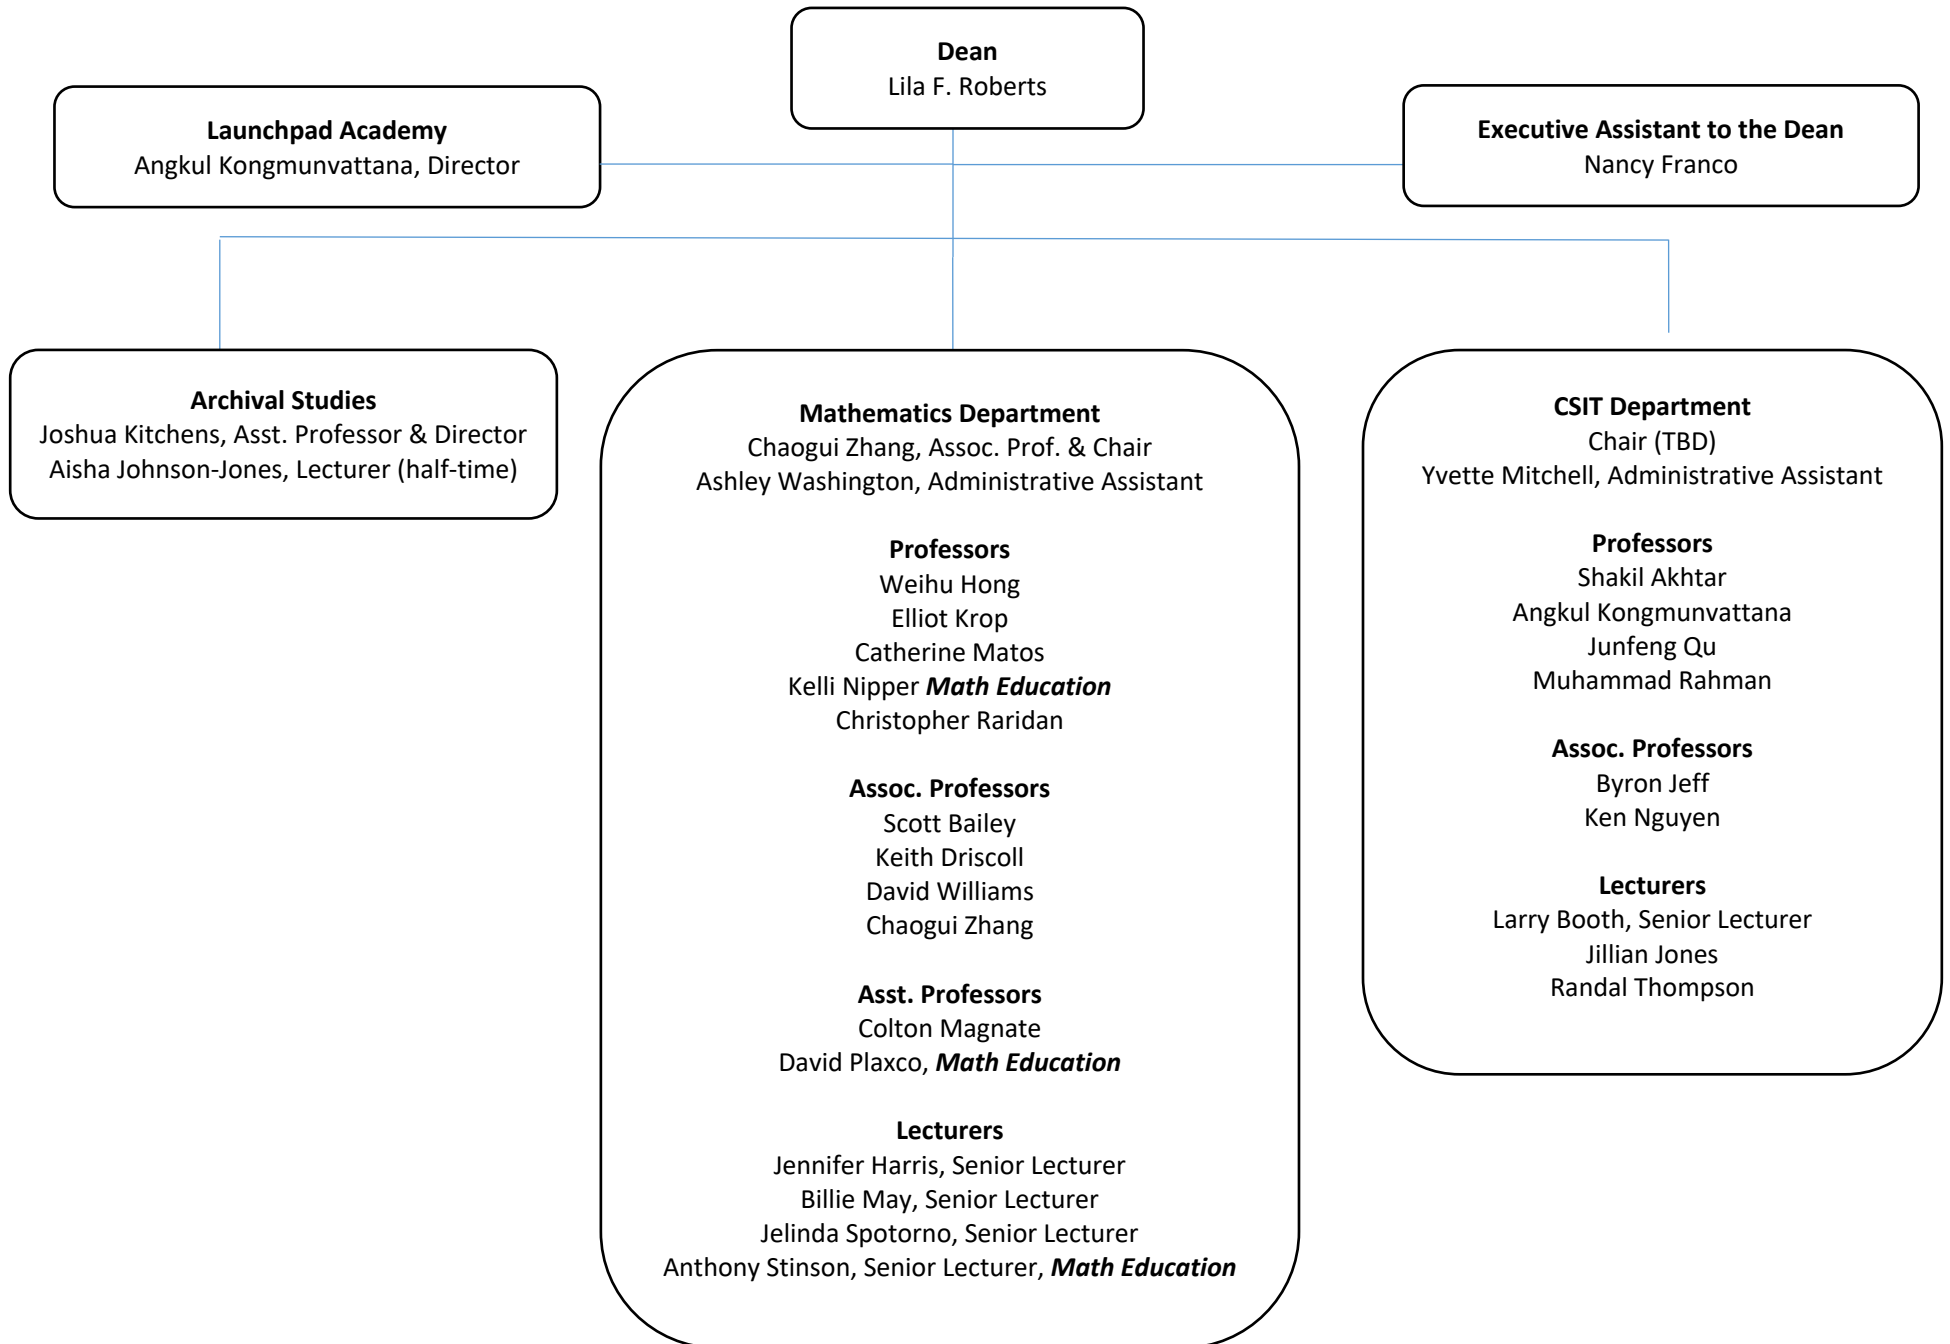 Dean
Lila F. Roberts
Launchpad Academy
Angkul Kongmunvattana, Director
Executive Assistant to the Dean
Nancy Franco
Archival Studies
Joshua Kitchens, Asst. Professor & Director
Aisha Johnson-Jones, Lecturer (half-time)
Mathematics Department
Chaogui Zhang, Assoc. Prof. & Chair
Ashley Washington, Administrative Assistant
Professors
Weihu Hong
Elliot Krop
Catherine Matos
Kelli Nipper Math Education
Christopher Raridan
Assoc. Professors
Scott Bailey
Keith Driscoll
David Williams
Chaogui Zhang
Asst. Professors
Colton Magnate
David Plaxco, Math Education
Lecturers
Jennifer Harris, Senior Lecturer
Billie May, Senior Lecturer
Jelinda Spotorno, Senior Lecturer
Anthony Stinson, Senior Lecturer, Math Education
CSIT Department
Chair (TBD)
Yvette Mitchell, Administrative Assistant
Professors
Shakil Akhtar
Angkul Kongmunvattana
Junfeng Qu
Muhammad Rahman
Assoc. Professors
Byron Jeff
Ken Nguyen
Lecturers
Larry Booth, Senior Lecturer
Jillian Jones
Randal Thompson